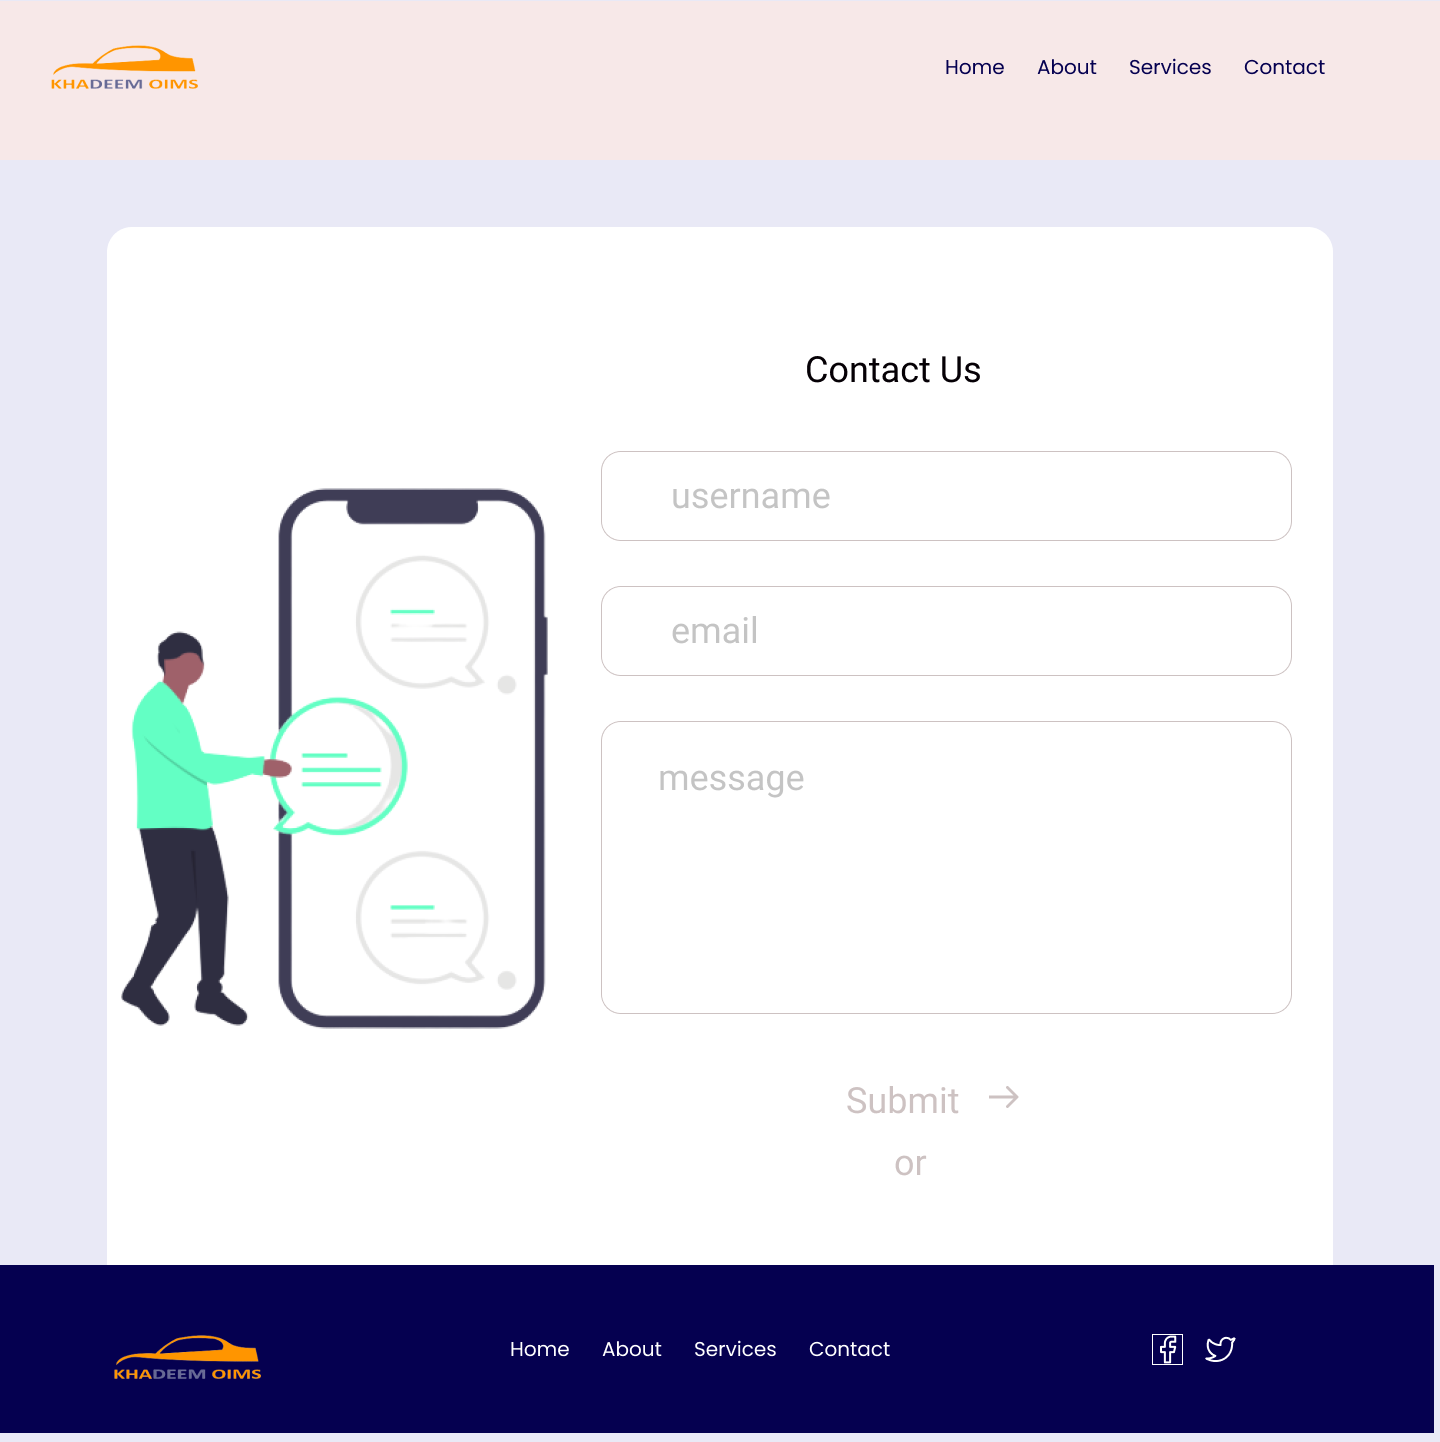 KHADEEM OIMS
Home About Services Contact
Contact Us
username
email
message
Submit
or
KHADEEM OIMS
Home About Services Contact